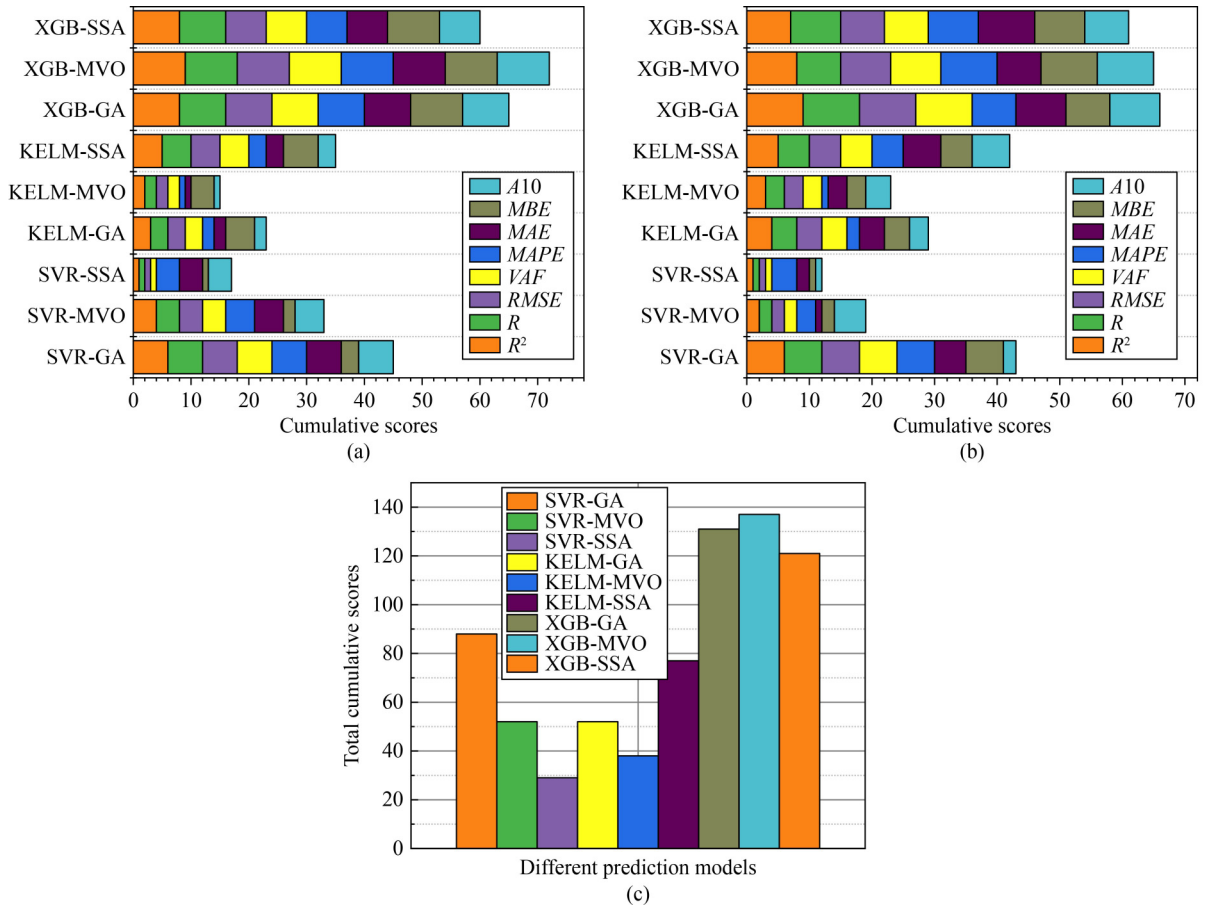 XGB-SSA
XGB-MVO
XGB-GA
KELM-SSA
KELM-MVO
KELM-GA
SVR-SSA
SVR-MVO
SVR-GA
A10
MBE
MAE
MAPE
VAF
RMSE
R
R²
0 10 20 30 40 50 60 70
Cumulative scores
(a)
XGB-SSA
XGB-MVO
XGB-GA
KELM-SSA
KELM-MVO
KELM-GA
SVR-SSA
SVR-MVO
SVR-GA
A10
MBE
MAE
MAPE
VAF
RMSE
R
R²
0 10 20 30 40 50 60 70
Cumulative scores
(b)
Total cumulative scores
140
120
100
80
60
40
20
0
SVR-GA
SVR-MVO
SVR-SSA
KELM-GA
KELM-MVO
KELM-SSA
XGB-GA
XGB-MVO
XGB-SSA
Different prediction models
(c)